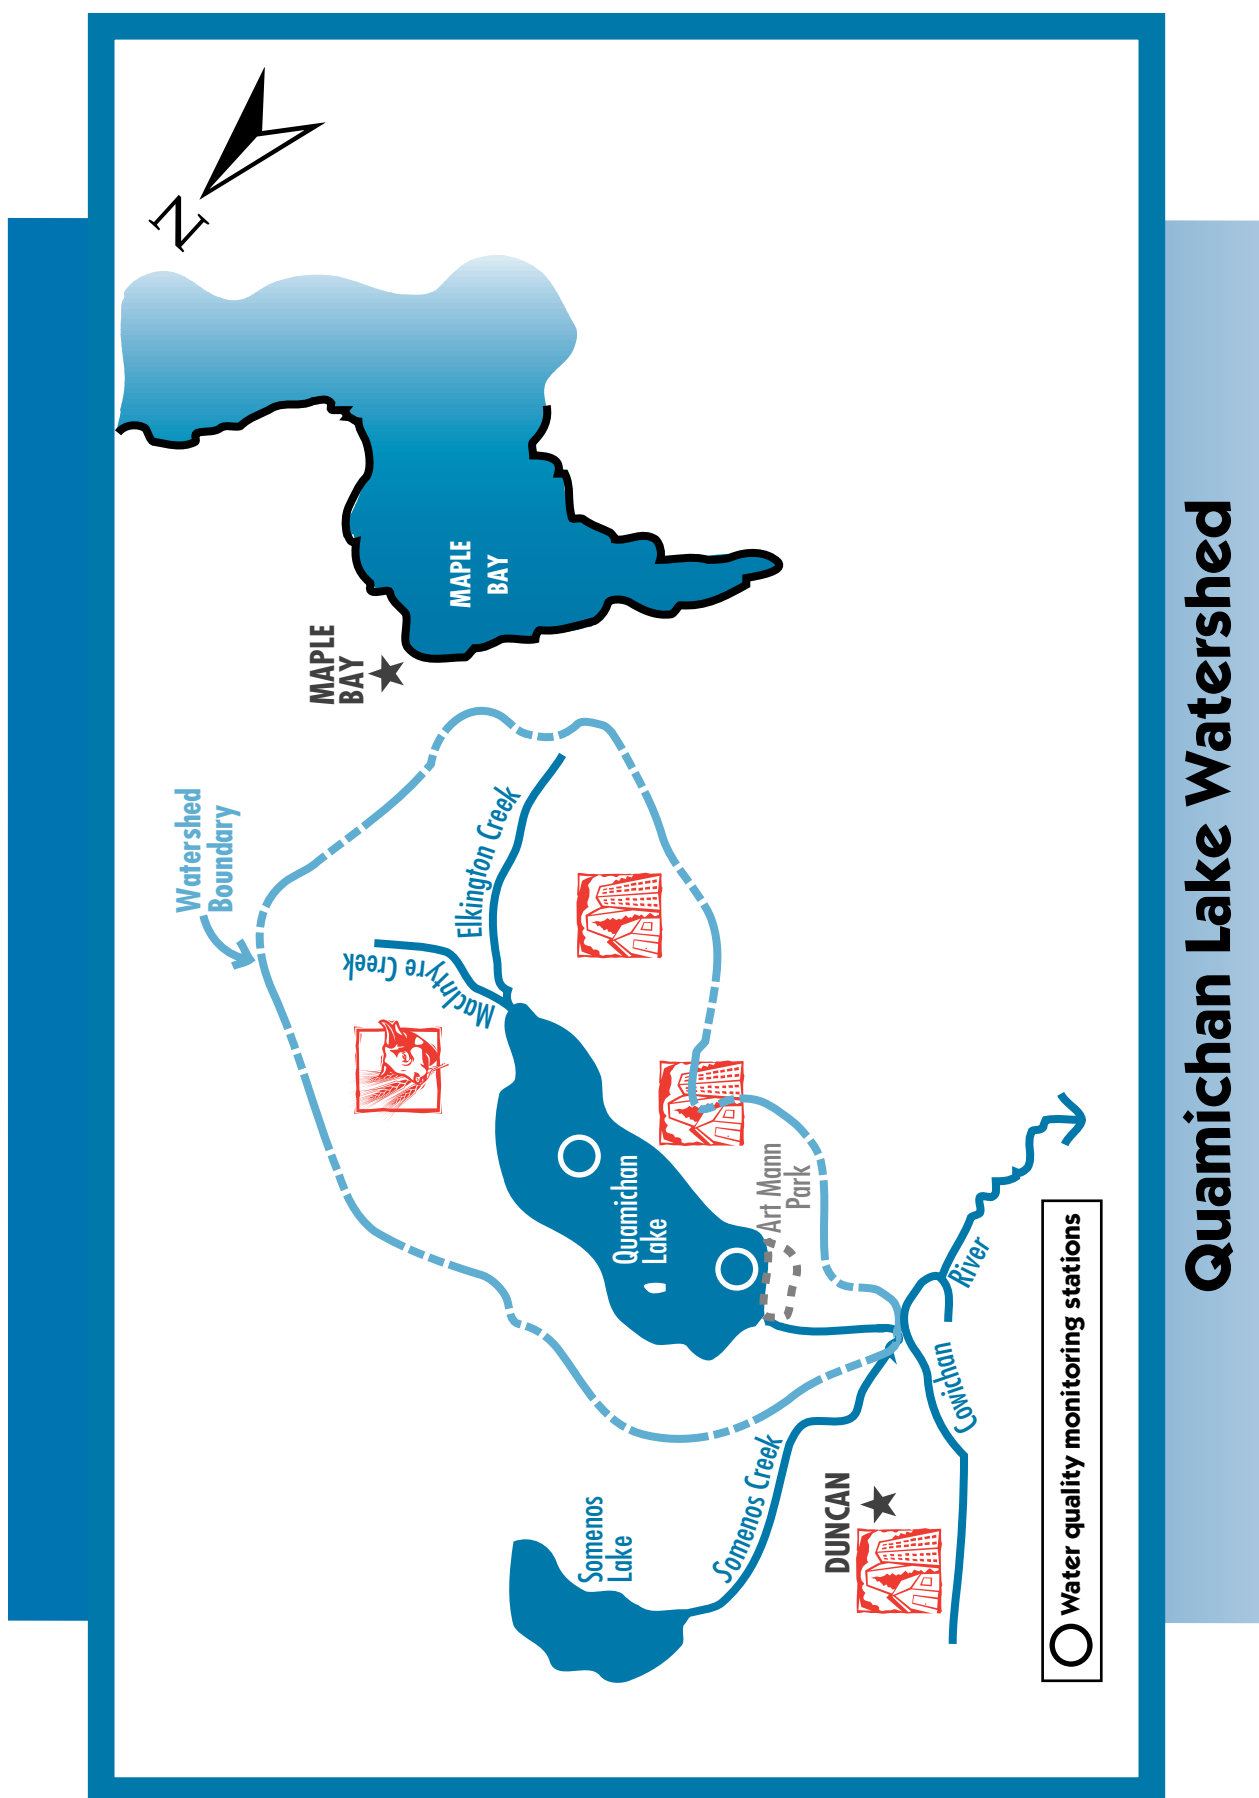 Quamichan Lake Watershed
N
MAPLE
BAY
MAPLE
BAY
Watershed
Boundary
Elkington Creek
MacIntyre Creek
Quamichan
Lake
Art Mann
Park
Somenos
Lake
Somenos Creek
DUNCAN
Cowichan
River
Water quality monitoring stations